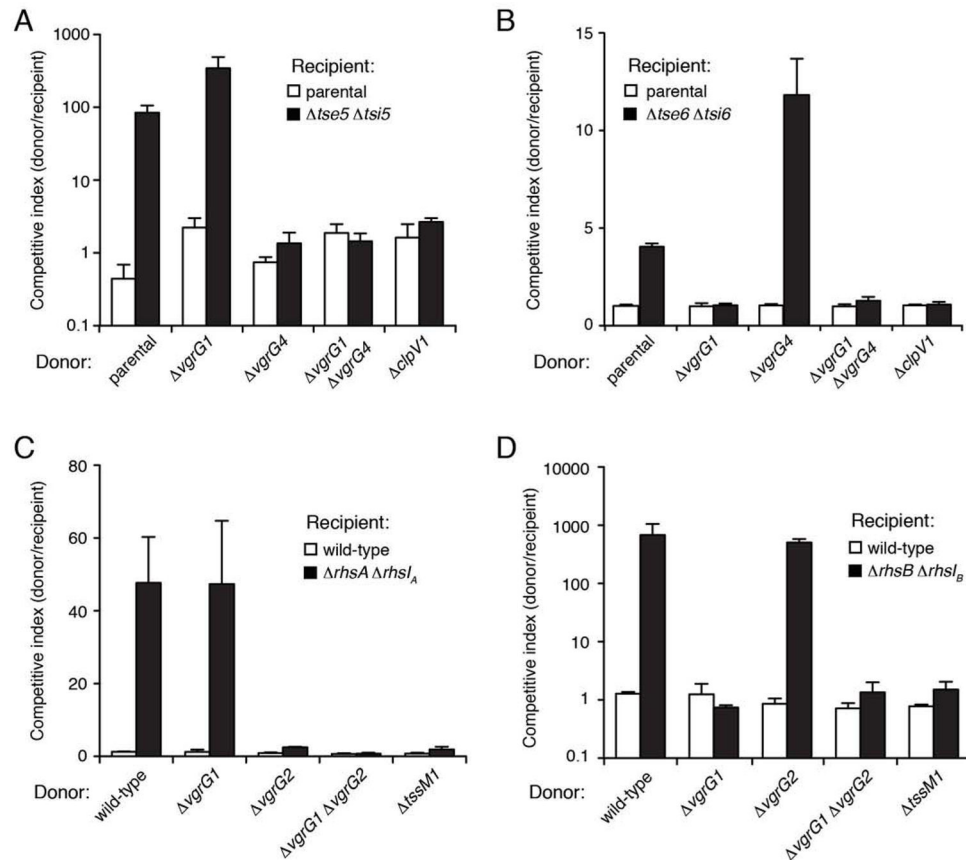 A
Competitive index (donor/recipeint)
1000
100
10
1
0.1
Recipient:
parental
Δtse5 Δtsi5
Donor:
parental
ΔvgrG1
ΔvgrG4
ΔvgrG1
ΔvgrG4
ΔclpV1
B
Competitive index (donor/recipeint)
15
10
5
0
Recipient:
parental
Δtse6 Δtsi6
Donor:
parental
ΔvgrG1
ΔvgrG4
ΔvgrG1
ΔvgrG4
ΔclpV1
C
Competitive index (donor/recipeint)
80
60
40
20
0
Recipient:
wild-type
ΔrhsA ΔrhsI_A
Donor:
wild-type
ΔvgrG1
ΔvgrG2
ΔvgrG1 ΔvgrG2
ΔtssM1
D
Competitive index (donor/recipeint)
10000
1000
100
10
1
0.1
Recipient:
wild-type
ΔrhsB ΔrhsI_B
Donor:
wild-type
ΔvgrG1
ΔvgrG2
ΔvgrG1 ΔvgrG2
ΔtssM1